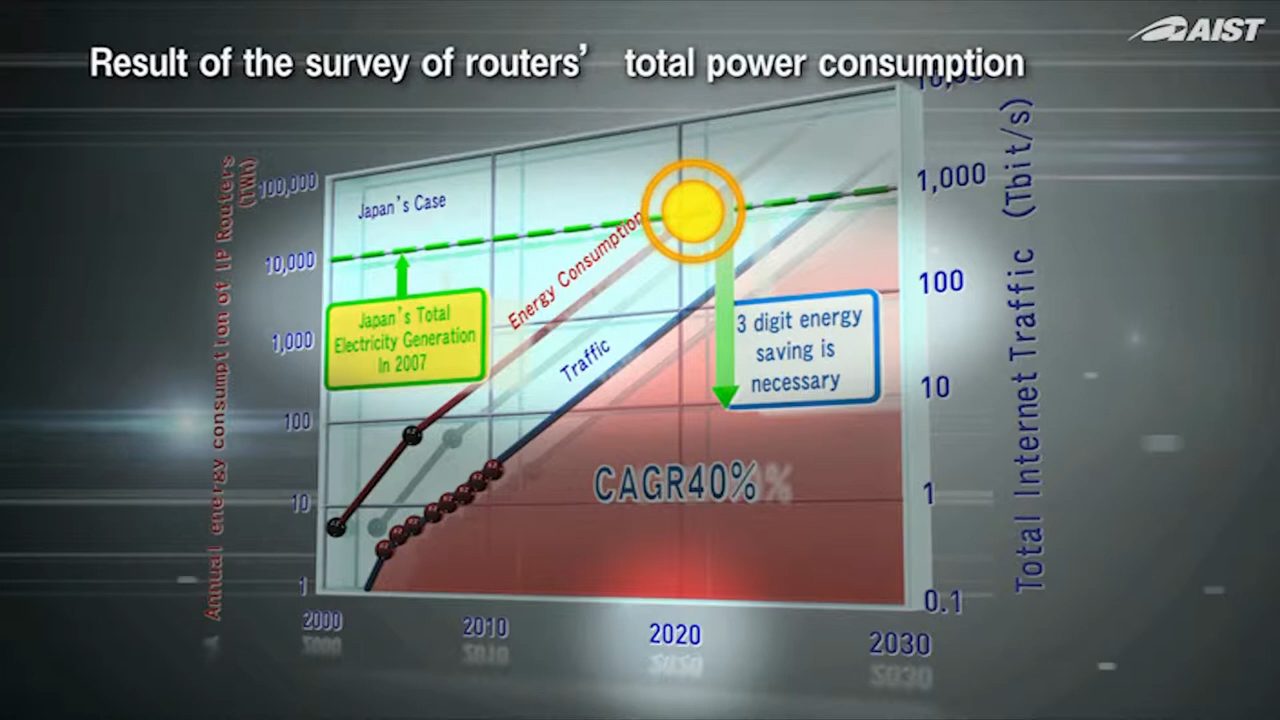 AIST
Result of the survey of routers’ total power consumption
Annual energy consumption of IP Routers
(TWh)
100,000
10,000
1,000
100
10
1
Japan’s Case
Japan’s Total
Electricity Generation
In 2007
Energy Consumption
Traffic
3 digit energy
saving is
necessary
CAGR40%
1,000
100
10
1
0.1
Total Internet Traffic (Tbit/s)
2000
2010
2020
2030